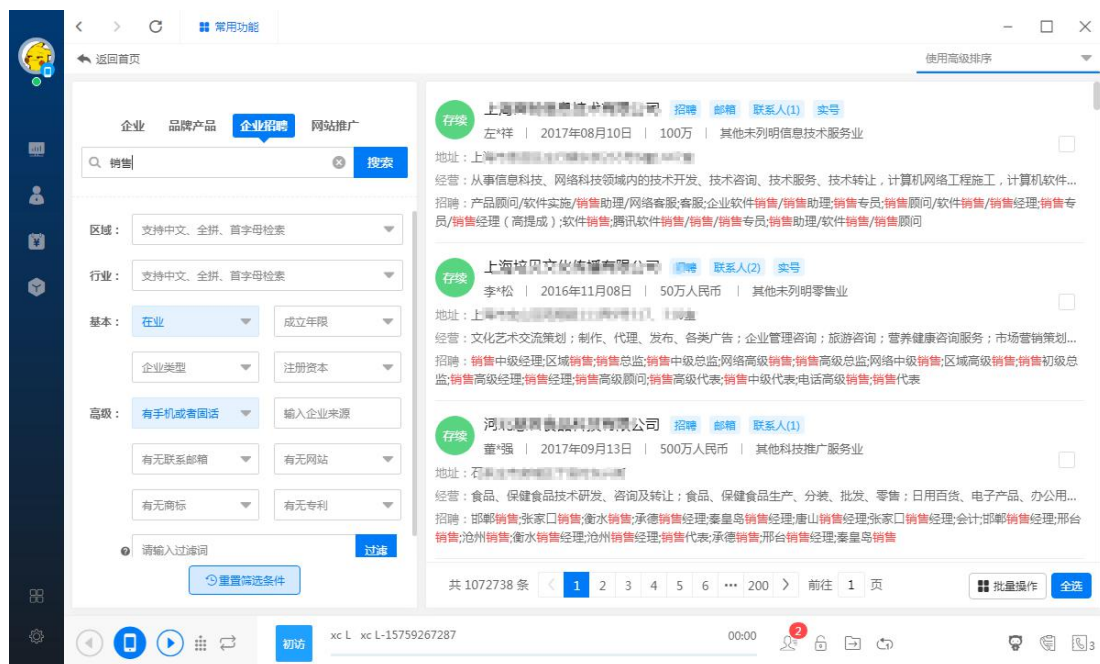 常用功能
返回首页
使用高级排序
企业 品牌产品 企业招聘 网站推广
销售
搜索
区域： 支持中文、全拼、首字母检索
行业： 支持中文、全拼、首字母检索
基本： 在业 成立年限
企业类型 注册资本
高级： 有手机或者固话 输入企业来源
有无联系邮箱 有无网站
有无商标 有无专利
请输入过滤词 过滤
重置筛选条件
存续
公司 招聘 邮箱 联系人(1) 实号
左*祥 | 2017年08月10日 | 100万 | 其他未列明信息技术服务业
地址：上
经营：从事信息科技、网络科技领域内的技术开发、技术咨询、技术服务、技术转让，计算机网络工程施工，计算机软件...
招聘：产品顾问/软件实施/销售助理/网络客服;客服;企业软件销售/销售助理;销售专员;销售顾问/软件销售/销售经理;销售专
员/销售经理（高提成）;软件销售;腾讯软件销售/销售/销售专员;销售助理/软件销售/销售顾问
存续
招聘 联系人(2) 实号
李*松 | 2016年11月08日 | 50万人民币 | 其他未列明零售业
地址：上
经营：文化艺术交流策划；制作、代理、发布、各类广告；企业管理咨询；旅游咨询；营养健康咨询服务；市场营销策划...
招聘：销售中级经理;区域销售;销售总监;销售中级总监;网络高级销售;销售高级总监;网络中级销售;区域高级销售;销售初级总
监;销售高级经理;销售经理;销售高级顾问;销售高级代表;销售中级代表;电话高级销售;销售代表
存续
河 公司 招聘 邮箱 联系人(1)
董*强 | 2017年09月13日 | 500万人民币 | 其他科技推广服务业
地址：石
经营：食品、保健食品技术研发、咨询及转让；食品、保健食品生产、分装、批发、零售；日用百货、电子产品、办公用...
招聘：邯郸销售;张家口销售;衡水销售;承德销售经理;秦皇岛销售经理;唐山销售经理;张家口销售经理;会计;邯郸销售经理;邢台
销售;沧州销售;衡水销售经理;沧州销售经理;销售代表;承德销售;邢台销售经理;秦皇岛销售
共 1072738 条 1 2 3 4 5 6 ••• 200 前往 1 页
批量操作 全选
初访
xc L xc L-15759267287
00:00
2
3